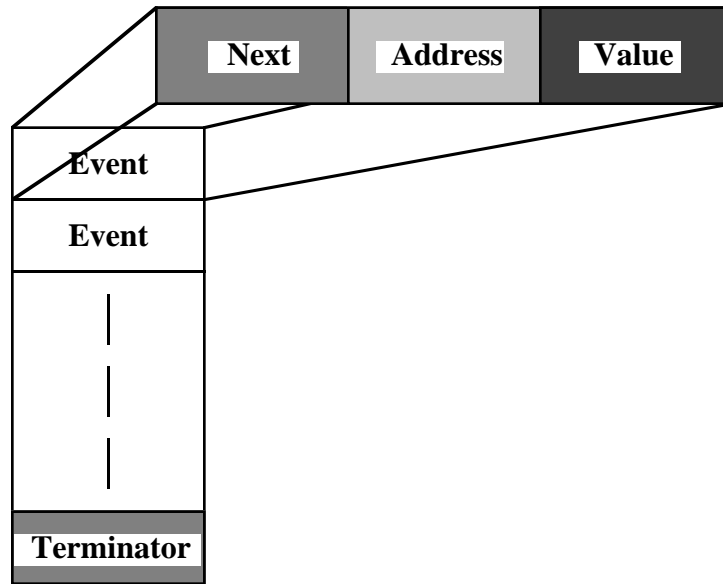 Next Address Value
Event
Event
Terminator